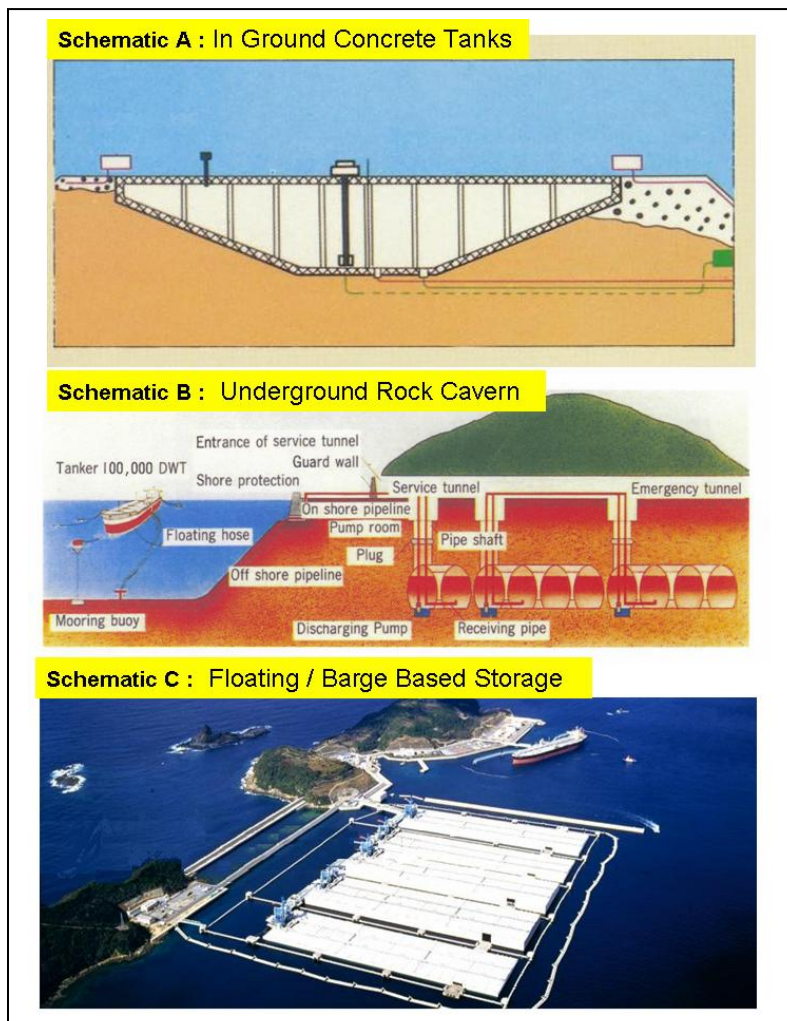 Schematic A : In Ground Concrete Tanks
Schematic B : Underground Rock Cavern
Entrance of service tunnel
Guard wall
Tanker 100,000 DWT
Shore protection
Service tunnel
Emergency tunnel
On shore pipeline
Floating hose
Pump room
Pipe shaft
Plug
Off shore pipeline
Mooring buoy
Discharging Pump
Receiving pipe
Schematic C : Floating / Barge Based Storage